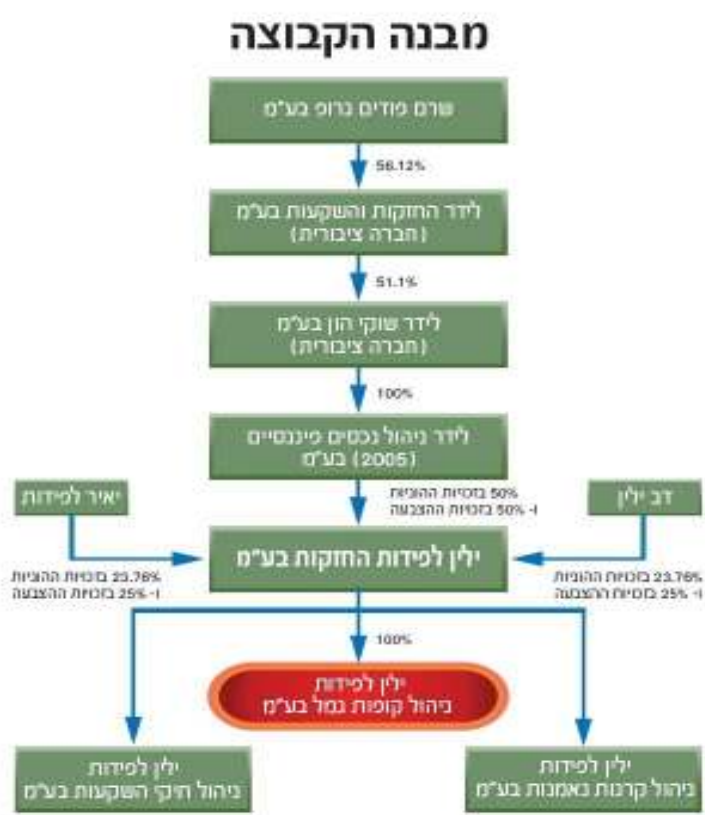 מבנה הקבוצה
שרם פודים גרופ בע"מ
56.12%
לידר החזקות והשקעות בע"מ
(חברה ציבורית)
51.1%
לידר שוקי הון בע"מ
(חברה ציבורית)
100%
לידר ניהול נכסים פיננסיים
(2005) בע"מ
50% בזכויות ההוניות
ו- 50% בזכויות ההצבעה
דב ילין
יאיר לפידות
ילין לפידות החזקות בע"מ
23.76% בזכויות ההוניות
ו- 25% בזכויות ההצבעה
23.76% בזכויות ההוניות
ו- 25% בזכויות ההצבעה
100%
ילין לפידות
ניהול קופות גמל בע"מ
ילין לפידות
ניהול קרנות נאמנות בע"מ
ילין לפידות
ניהול תיקי השקעות בע"מ